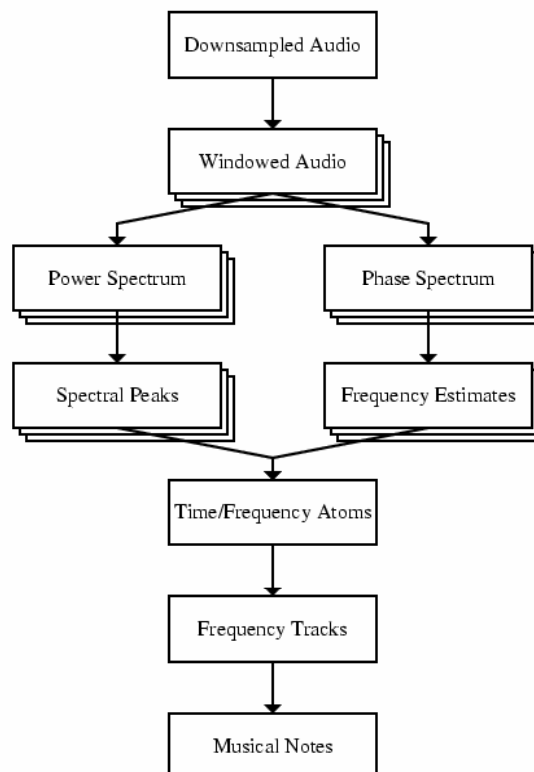 Downsampled Audio
Windowed Audio
Power Spectrum
Phase Spectrum
Spectral Peaks
Frequency Estimates
Time/Frequency Atoms
Frequency Tracks
Musical Notes